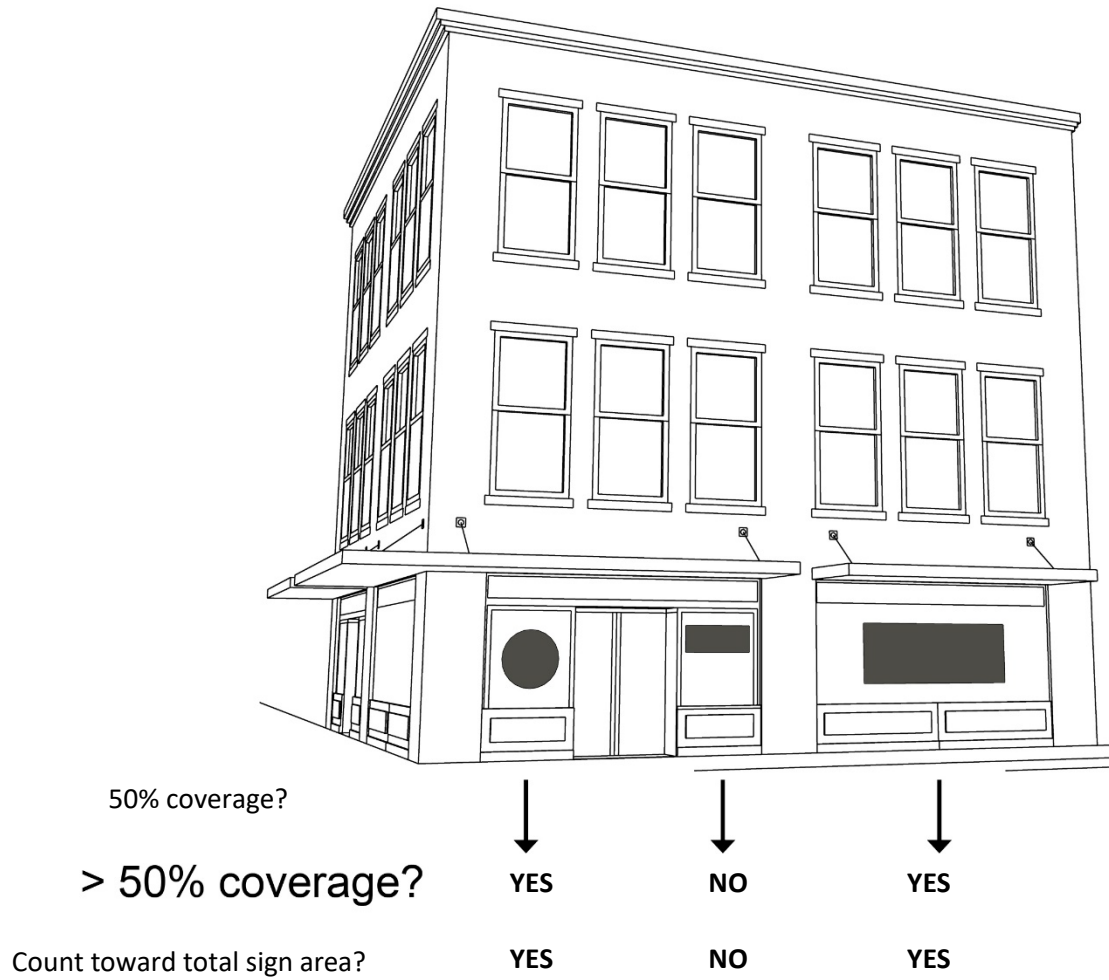 50% coverage?
> 50% coverage? YES NO YES
Count toward total sign area? YES NO YES